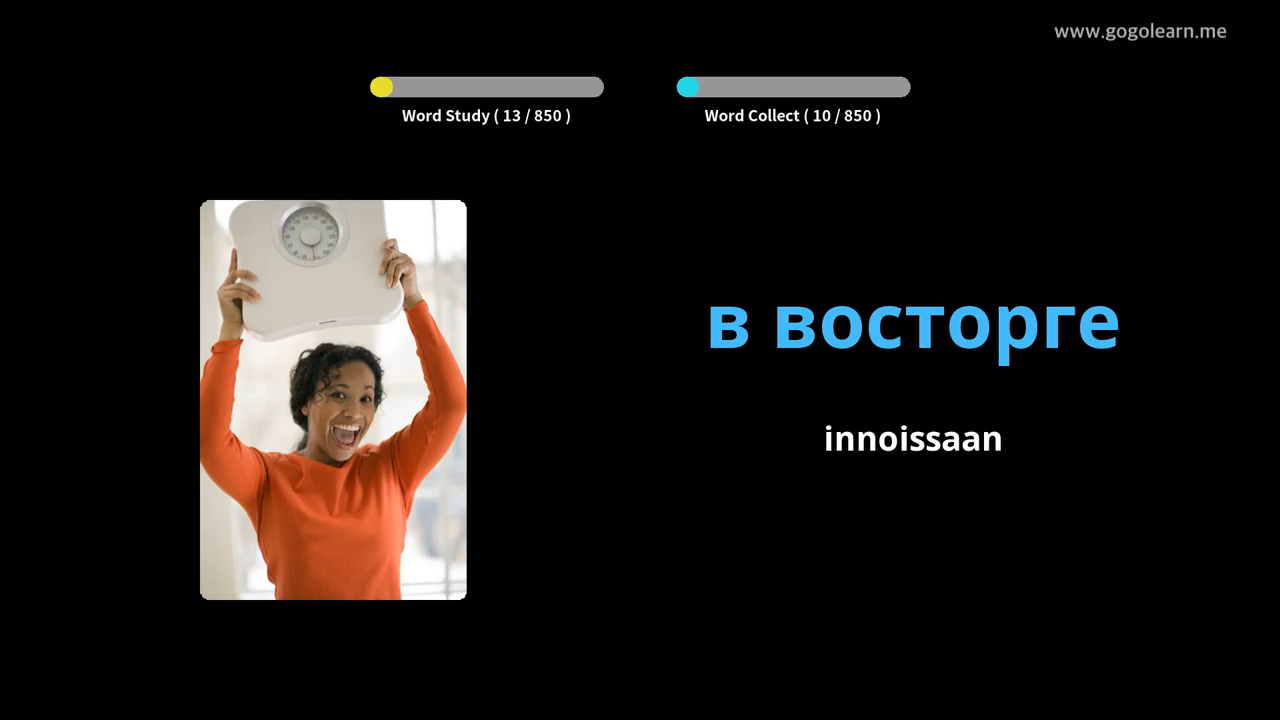 www.gogolearn.me
Word Study ( 13 / 850 )
Word Collect ( 10 / 850 )
в восторге
innoissaan